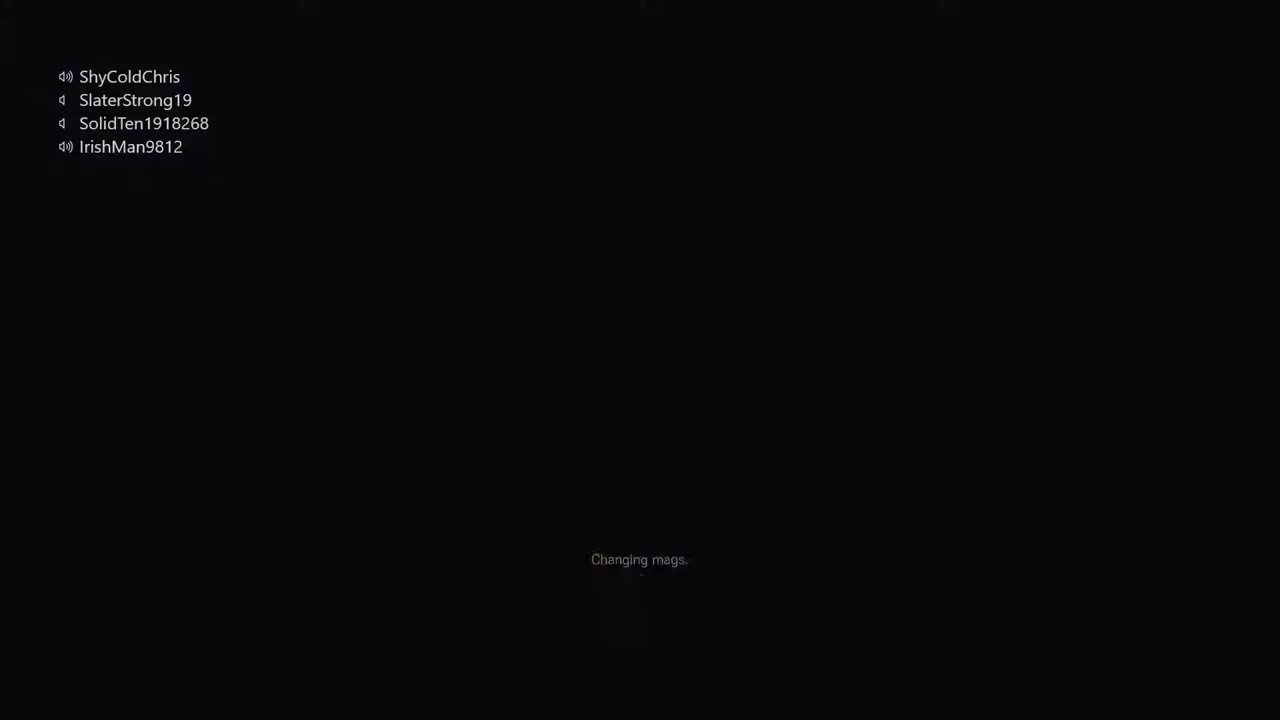 ShyColdChris
SlaterStrong19
SolidTen1918268
IrishMan9812
Changing mags.